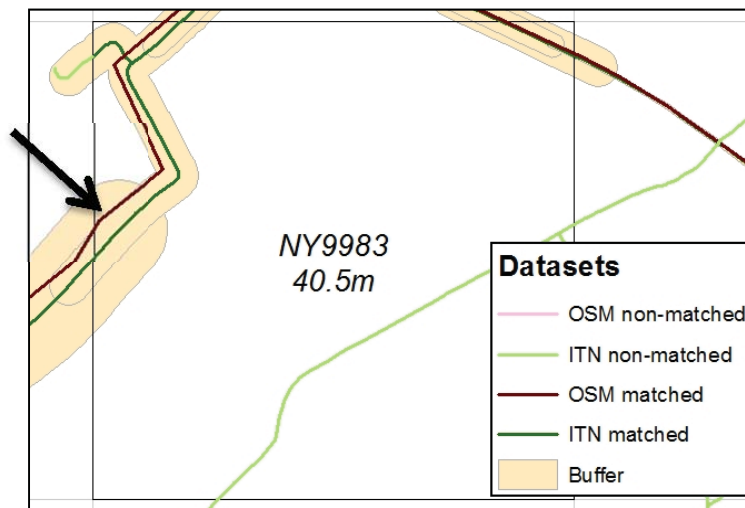 NY9983
40.5m
Datasets
OSM non-matched
ITN non-matched
OSM matched
ITN matched
Buffer